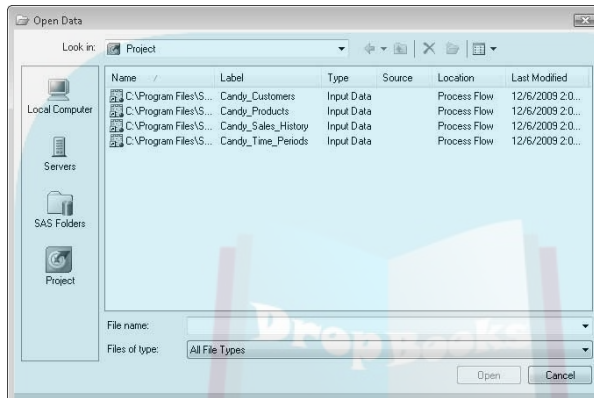 Open Data
Look in: Project
Name / Label Type Source Location Last Modified
C:\Program Files\S... Candy_Customers Input Data Process Flow 12/6/2009 2:0...
C:\Program Files\S... Candy_Products Input Data Process Flow 12/6/2009 2:0...
C:\Program Files\S... Candy_Sales_History Input Data Process Flow 12/6/2009 2:0...
C:\Program Files\S... Candy_Time_Periods Input Data Process Flow 12/6/2009 2:0...
Local Computer
Servers
SAS Folders
Project
File name:
Files of type: All File Types
Open Cancel
DropBooks